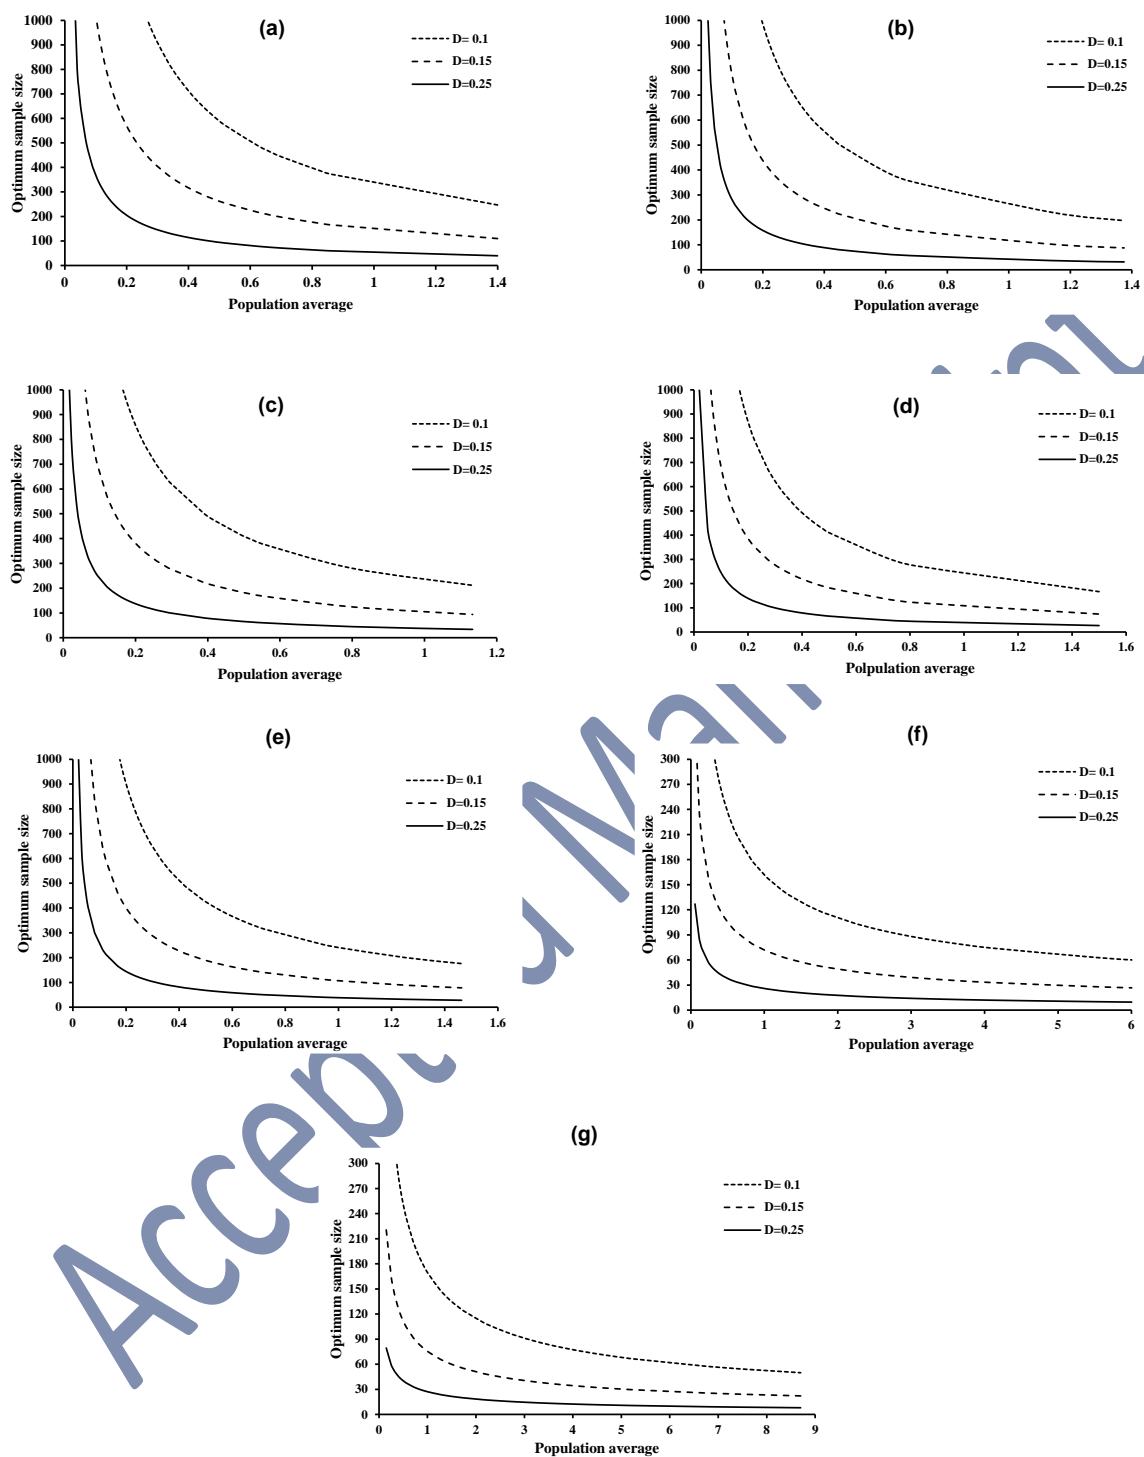 (a)
D= 0.1
D=0.15
D=0.25
Optimum sample size
1000
900
800
700
600
500
400
300
200
100
0
0 0.2 0.4 0.6 0.8 1 1.2 1.4
Population average
(b)
D= 0.1
D=0.15
D=0.25
Optimum sample size
1000
900
800
700
600
500
400
300
200
100
0
0 0.2 0.4 0.6 0.8 1 1.2 1.4
Population average
(c)
D= 0.1
D=0.15
D=0.25
Optimum sample size
1000
900
800
700
600
500
400
300
200
100
0
0 0.2 0.4 0.6 0.8 1 1.2
Population average
(d)
D= 0.1
D=0.15
D=0.25
Optimum sample size
1000
900
800
700
600
500
400
300
200
100
0
0 0.2 0.4 0.6 0.8 1 1.2 1.4 1.6
Polpulation average
(e)
D= 0.1
D=0.15
D=0.25
Optimum sample size
1000
900
800
700
600
500
400
300
200
100
0
0 0.2 0.4 0.6 0.8 1 1.2 1.4 1.6
Population average
(f)
D= 0.1
D=0.15
D=0.25
Optimum sample size
300
270
240
210
180
150
120
90
60
30
0
0 1 2 3 4 5 6
Population average
(g)
D= 0.1
D=0.15
D=0.25
Optimum sample size
300
270
240
210
180
150
120
90
60
30
0
0 1 2 3 4 5 6 7 8 9
Population average